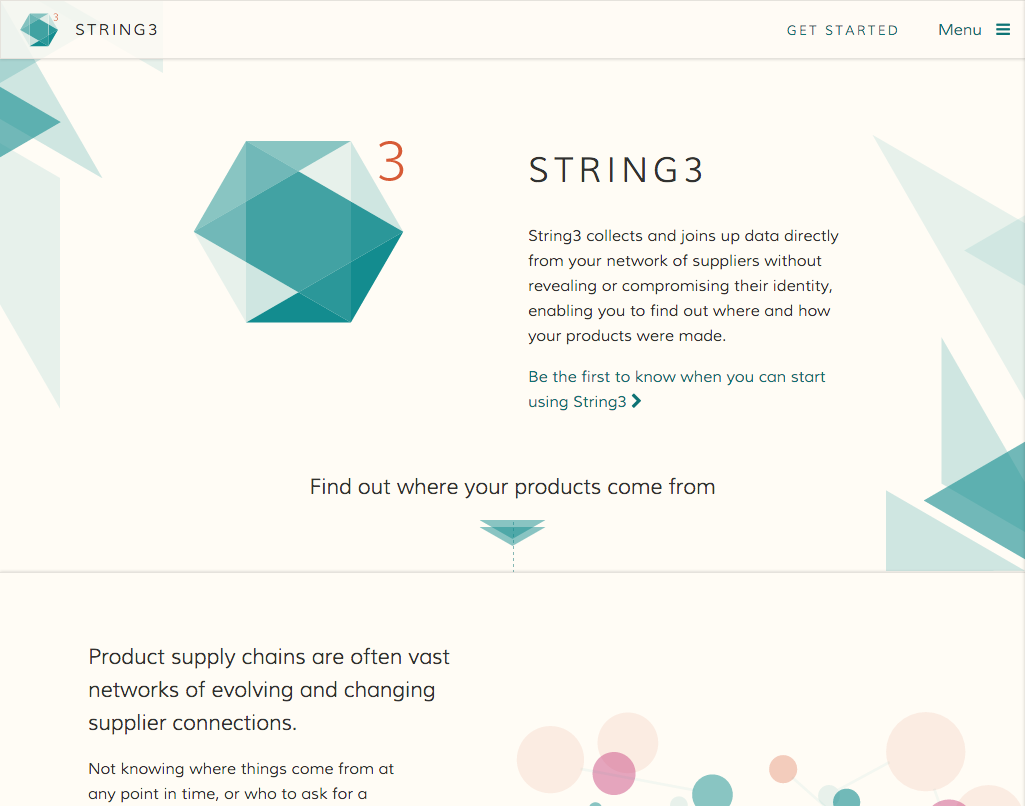 3
STRING3
GET STARTED
Menu
3
STRING3
String3 collects and joins up data directly
from your network of suppliers without
revealing or compromising their identity,
enabling you to find out where and how
your products were made.
Be the first to know when you can start
using String3
Find out where your products come from
Product supply chains are often vast
networks of evolving and changing
supplier connections.
Not knowing where things come from at
any point in time, or who to ask for a